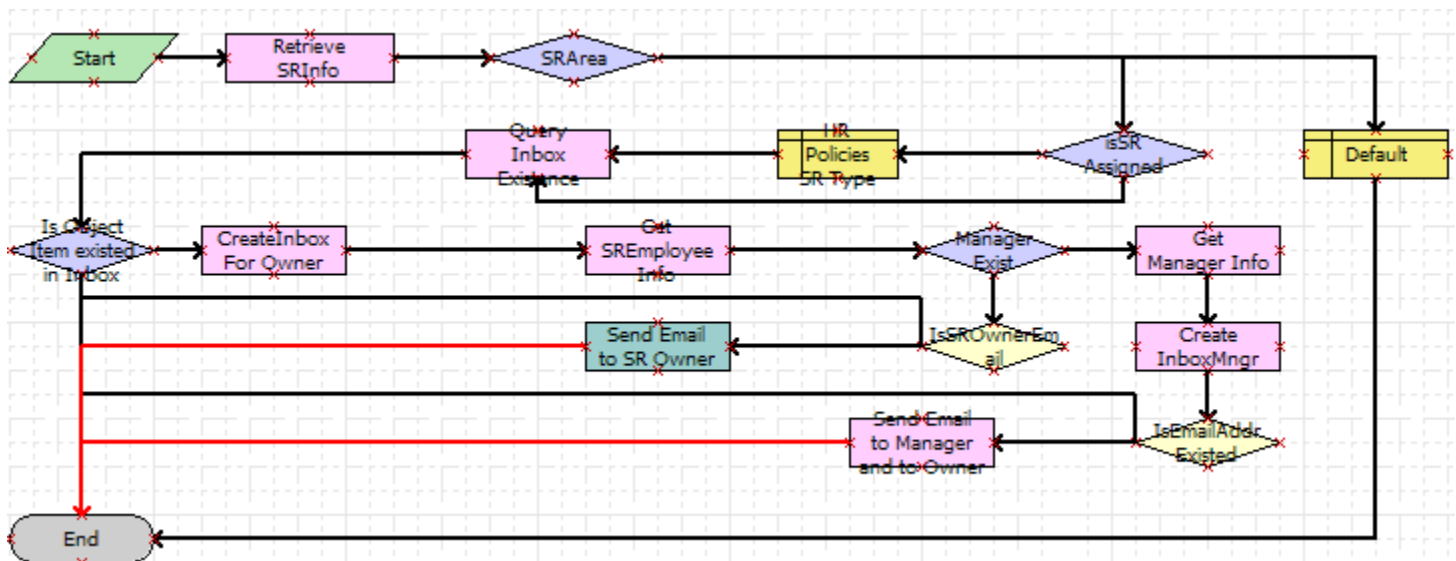 Start
Retrieve
SRInfo
SRArea
Query
Inbox
Existance
HR
Policies
SR Type
isSR
Assigned
Default
Is Object
Item existed
in Inbox
CreateInbox
For Owner
Get
SREmployee
Info
Manager
Exist
Get
Manager Info
Send Email
to SR Owner
IsSROwnerEm
ail
Create
InboxMngr
Send Email
to Manager
and to Owner
IsEmailAddr
Existed
End